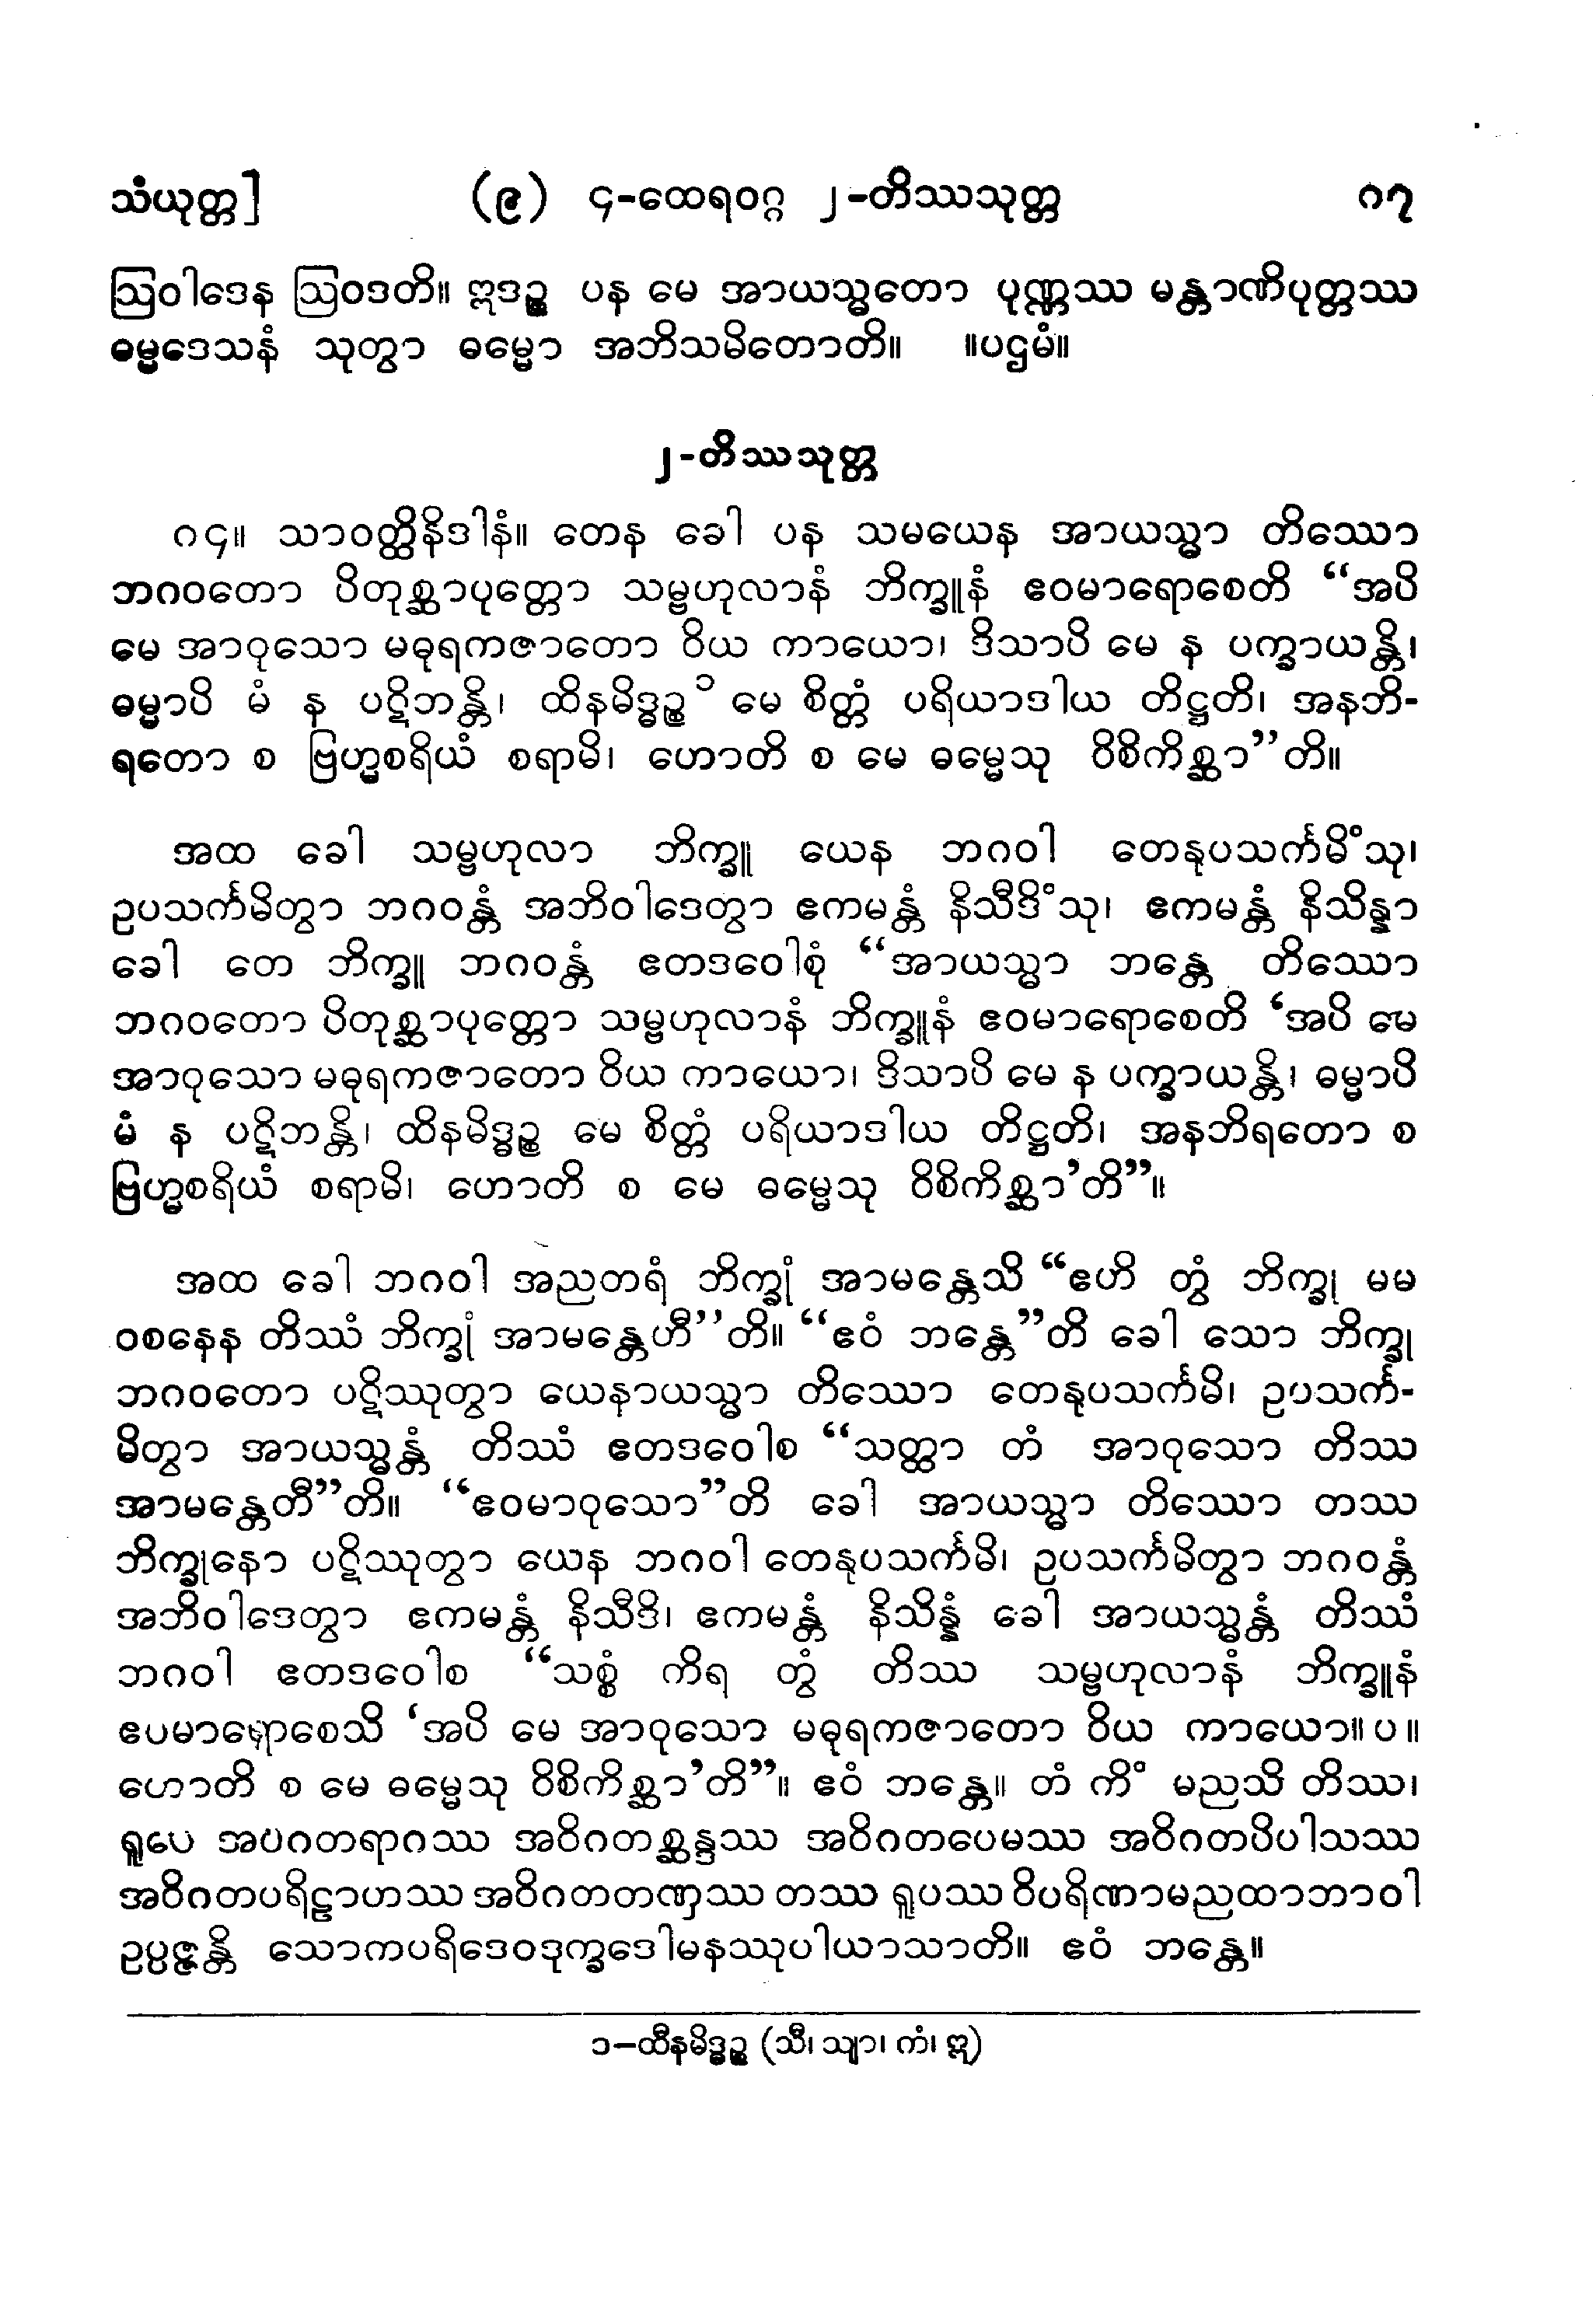 သံယုတ္တ] (၉) ၄-ထေရဝဂ္ဂ ၂-တိဿသုတ္တ ၈၇
ဩဝါဒေန ဩဝဒတိ။ ဣဒဉ္စ ပန မေ အာယသ္မတော ပုဏ္ဏဿ မန္တာဏိပုတ္တဿ
ဓမ္မဒေသနံ သုတွာ ဓမ္မော အဘိသမိတောတိ။ ။ပဌမံ။
၂-တိဿသုတ္တ
၈၄။ သာဝတ္ထိနိဒါနံ။ တေန ခေါ ပန သမယေန အာယသ္မာ တိဿော
ဘဂဝတော ပိတုစ္ဆာပုတ္တော သမ္ဗဟုလာနံ ဘိက္ခူနံ ဧဝမာရောစေတိ “အပိ
မေ အာဝုသော မဓုရကဇာတော ဝိယ ကာယော၊ ဒိသာပိ မေ န ပက္ခာယန္တိ၊
ဓမ္မာပိ မံ န ပဋိဘန္တိ၊ ထိနမိဒ္ဓဉ္စ ၁ မေ စိတ္တံ ပရိယာဒါယ တိဋ္ဌတိ၊ အနဘိ-
ရတော စ ဗြဟ္မစရိယံ စရာမိ၊ ဟောတိ စ မေ ဓမ္မေသု ဝိစိကိစ္ဆာ”တိ။
အထ ခေါ သမ္ဗဟုလာ ဘိက္ခူ ယေန ဘဂဝါ တေနုပသင်္ကမိံသု၊
ဥပသင်္ကမိတွာ ဘဂဝန္တံ အဘိဝါဒေတွာ ဧကမန္တံ နိသီဒိံသု၊ ဧကမန္တံ နိသိန္နာ
ခေါ တေ ဘိက္ခူ ဘဂဝန္တံ ဧတဒဝေါစုံ “အာယသ္မာ ဘန္တေ တိဿော
ဘဂဝတော ပိတုစ္ဆာပုတ္တော သမ္ဗဟုလာနံ ဘိက္ခူနံ ဧဝမာရောစေတိ ‘အပိ မေ
အာဝုသော မဓုရကဇာတော ဝိယ ကာယော၊ ဒိသာပိ မေ န ပက္ခာယန္တိ၊ ဓမ္မာပိ
မံ န ပဋိဘန္တိ၊ ထိနမိဒ္ဓဉ္စ မေ စိတ္တံ ပရိယာဒါယ တိဋ္ဌတိ၊ အနဘိရတော စ
ဗြဟ္မစရိယံ စရာမိ၊ ဟောတိ စ မေ ဓမ္မေသု ဝိစိကိစ္ဆာ’တိ”။
အထ ခေါ ဘဂဝါ အညတရံ ဘိက္ခုံ အာမန္တေသိ “ဧဟိ တွံ ဘိက္ခု မမ
ဝစနေန တိဿံ ဘိက္ခုံ အာမန္တေဟီ”တိ။ “ဧဝံ ဘန္တေ”တိ ခေါ သော ဘိက္ခု
ဘဂဝတော ပဋိဿုတွာ ယေနာယသ္မာ တိဿော တေနုပသင်္ကမိ၊ ဥပသင်္က-
မိတွာ အာယသ္မန္တံ တိဿံ ဧတဒဝေါစ “သတ္ထာ တံ အာဝုသော တိဿ
အာမန္တေတီ”တိ။ “ဧဝမာဝုသော”တိ ခေါ အာယသ္မာ တိဿော တဿ
ဘိက္ခုနော ပဋိဿုတွာ ယေန ဘဂဝါ တေနုပသင်္ကမိ၊ ဥပသင်္ကမိတွာ ဘဂဝန္တံ
အဘိဝါဒေတွာ ဧကမန္တံ နိသီဒိ၊ ဧကမန္တံ နိသိန္နံ ခေါ အာယသ္မန္တံ တိဿံ
ဘဂဝါ ဧတဒဝေါစ “သစ္စံ ကိရ တွံ တိဿ သမ္ဗဟုလာနံ ဘိက္ခူနံ
ဧပမာရောစေသိ ‘အပိ မေ အာဝုသော မဓုရကဇာတော ဝိယ ကာယော။ ပ ။
ဟောတိ စ မေ ဓမ္မေသု ဝိစိကိစ္ဆာ’တိ”။ ဧဝံ ဘန္တေ။ တံ ကိံ မညသိ တိဿ၊
ရူပေ အပဂတရာဂဿ အဝိဂတစ္ဆန္ဒဿ အဝိဂတပေမဿ အဝိဂတပိပါသဿ
အဝိဂတပရိဠာဟဿ အဝိဂတတဏှဿ တဿ ရူပဿ ဝိပရိဏာမညထာဘာဝါ
ဥပ္ပဇ္ဇန္တိ သောကပရိဒေဝဒုက္ခဒေါမနဿုပါယာသာတိ။ ဧဝံ ဘန္တေ။
၁–ထီနမိဒ္ဓဉ္စ (သီ၊ သျာ၊ ကံ၊ ဣ)